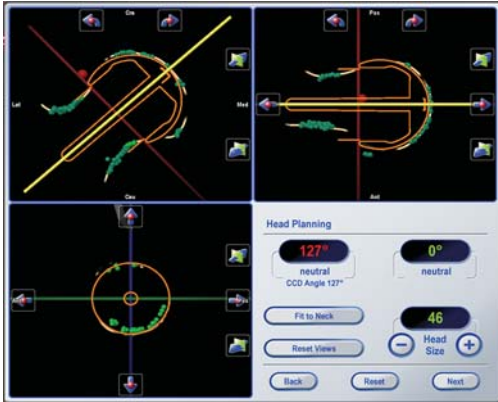 Cra
Pos
Lat
Med
Cau
Ant
Head Planning
127°
0°
neutral
neutral
CCD Angle 127°
Fit to Neck
46
Head
Size
Reset Views
Back
Reset
Next